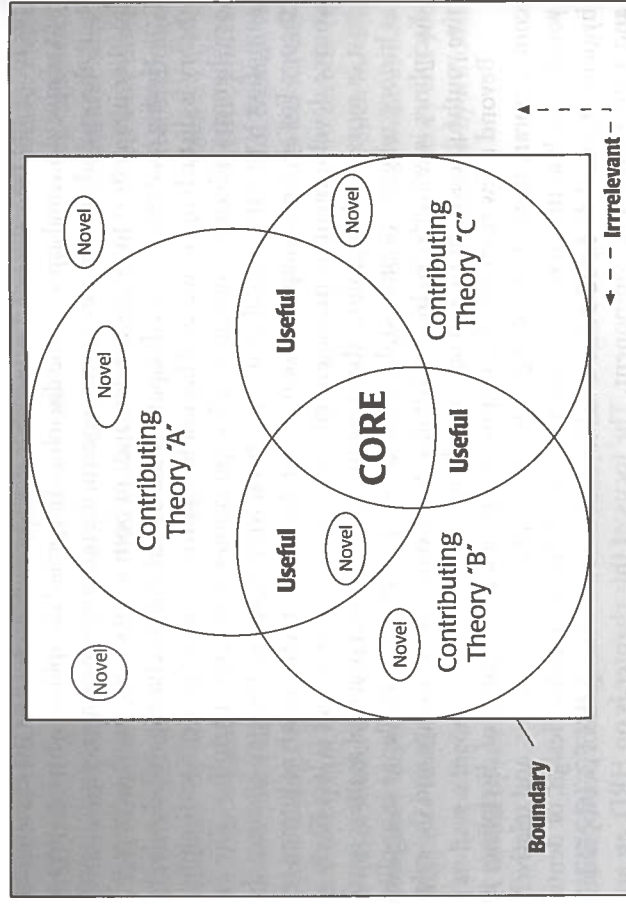 Novel
Novel
Novel
Contributing
Theory "A"
Useful
Useful
Novel
Novel
CORE
Novel
Contributing
Theory "B"
Useful
Contributing
Theory "C"
Boundary
Irrrelevant